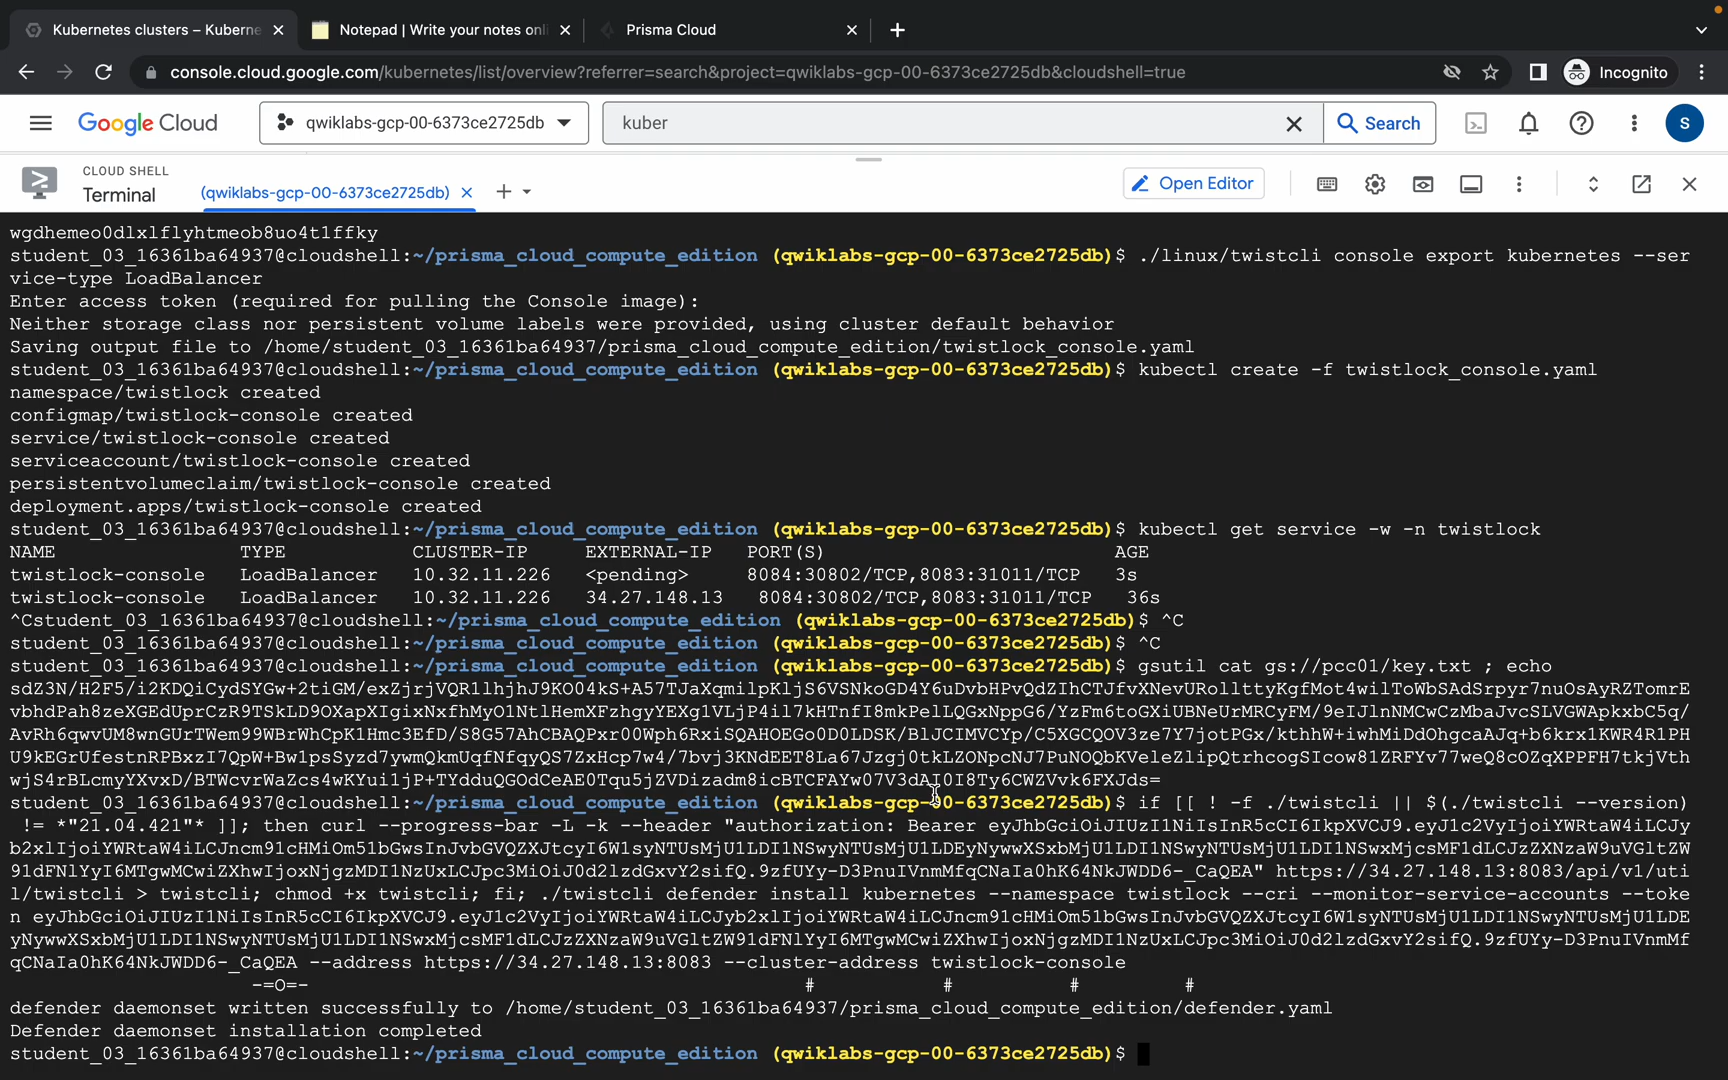 Kubernetes clusters – Kuberne
Notepad | Write your notes onli
Prisma Cloud
console.cloud.google.com/kubernetes/list/overview?referrer=search&project=qwiklabs-gcp-00-6373ce2725db&cloudshell=true
Incognito
Google Cloud
qwiklabs-gcp-00-6373ce2725db
kuber
Search
S
CLOUD SHELL
Terminal
(qwiklabs-gcp-00-6373ce2725db)
Open Editor
wgdhemeo0dlxlflyhtmeob8uo4t1ffky
student_03_16361ba64937@cloudshell:~/prisma_cloud_compute_edition (qwiklabs-gcp-00-6373ce2725db)$ ./linux/twistcli console export kubernetes --ser
vice-type LoadBalancer
Enter access token (required for pulling the Console image):
Neither storage class nor persistent volume labels were provided, using cluster default behavior
Saving output file to /home/student_03_16361ba64937/prisma_cloud_compute_edition/twistlock_console.yaml
student_03_16361ba64937@cloudshell:~/prisma_cloud_compute_edition (qwiklabs-gcp-00-6373ce2725db)$ kubectl create -f twistlock_console.yaml
namespace/twistlock created
configmap/twistlock-console created
service/twistlock-console created
serviceaccount/twistlock-console created
persistentvolumeclaim/twistlock-console created
deployment.apps/twistlock-console created
student_03_16361ba64937@cloudshell:~/prisma_cloud_compute_edition (qwiklabs-gcp-00-6373ce2725db)$ kubectl get service -w -n twistlock
NAME TYPE CLUSTER-IP EXTERNAL-IP PORT(S) AGE
twistlock-console LoadBalancer 10.32.11.226 <pending> 8084:30802/TCP,8083:31011/TCP 3s
twistlock-console LoadBalancer 10.32.11.226 34.27.148.13 8084:30802/TCP,8083:31011/TCP 36s
^Cstudent_03_16361ba64937@cloudshell:~/prisma_cloud_compute_edition (qwiklabs-gcp-00-6373ce2725db)$ ^C
student_03_16361ba64937@cloudshell:~/prisma_cloud_compute_edition (qwiklabs-gcp-00-6373ce2725db)$ ^C
student_03_16361ba64937@cloudshell:~/prisma_cloud_compute_edition (qwiklabs-gcp-00-6373ce2725db)$ gsutil cat gs://pcc01/key.txt ; echo
student_03_16361ba64937@cloudshell:~/prisma_cloud_compute_edition (qwiklabs-gcp-00-6373ce2725db)$ if [[ ! -f ./twistcli || $(./twistcli --version)
!= *"21.04.421"* ]]; then curl --progress-bar -L -k --header "authorization: Bearer
https://34.27.148.13:8083/api/v1/uti
l/twistcli > twistcli; chmod +x twistcli; fi; ./twistcli defender install kubernetes --namespace twistlock --cri --monitor-service-accounts --toke
n
--address https://34.27.148.13:8083 --cluster-address twistlock-console
-=O=- # # # #
defender daemonset written successfully to /home/student_03_16361ba64937/prisma_cloud_compute_edition/defender.yaml
Defender daemonset installation completed
student_03_16361ba64937@cloudshell:~/prisma_cloud_compute_edition (qwiklabs-gcp-00-6373ce2725db)$